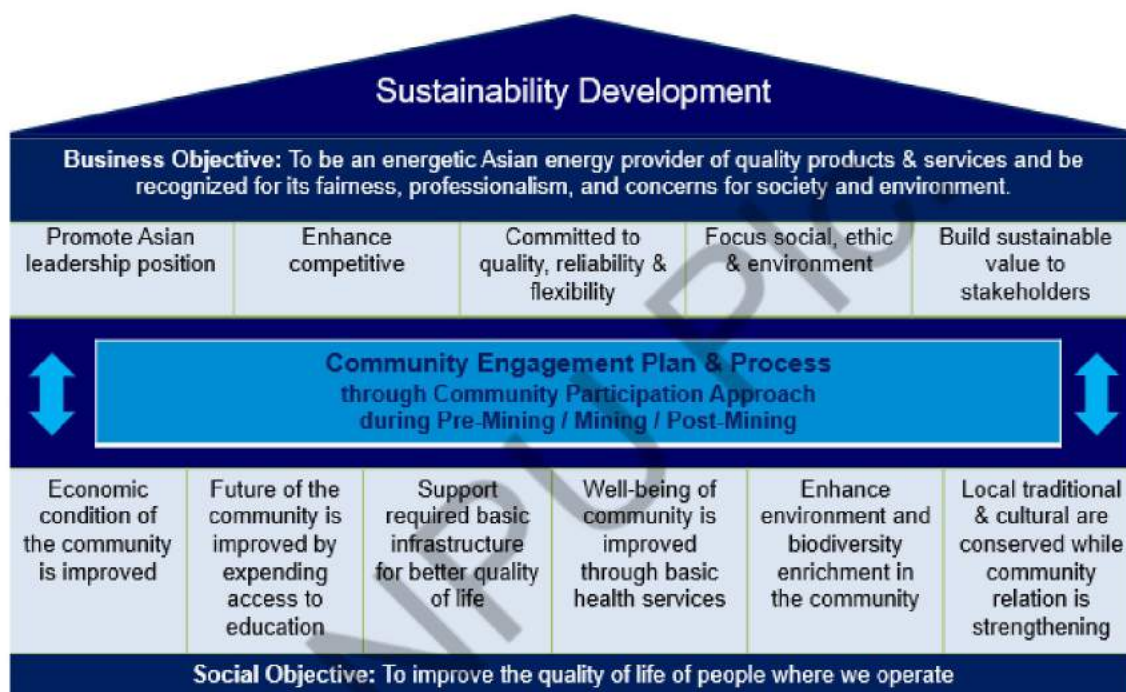 Sustainability Development
Business Objective: To be an energetic Asian energy provider of quality products & services and be
recognized for its fairness, professionalism, and concerns for society and environment.
Promote Asian
leadership position
Enhance
competitive
Committed to
quality, reliability &
flexibility
Focus social, ethic
& environment
Build sustainable
value to
stakeholders
Community Engagement Plan & Process
through Community Participation Approach
during Pre-Mining / Mining / Post-Mining
Economic
condition of
the community
is improved
Future of the
community is
improved by
expending
access to
education
Support
required basic
infrastructure
for better quality
of life
Well-being of
community is
improved
through basic
health services
Enhance
environment and
biodiversity
enrichment in
the community
Local traditional
& cultural are
conserved while
community
relation is
strengthening
Social Objective: To improve the quality of life of people where we operate
NPU Plc.